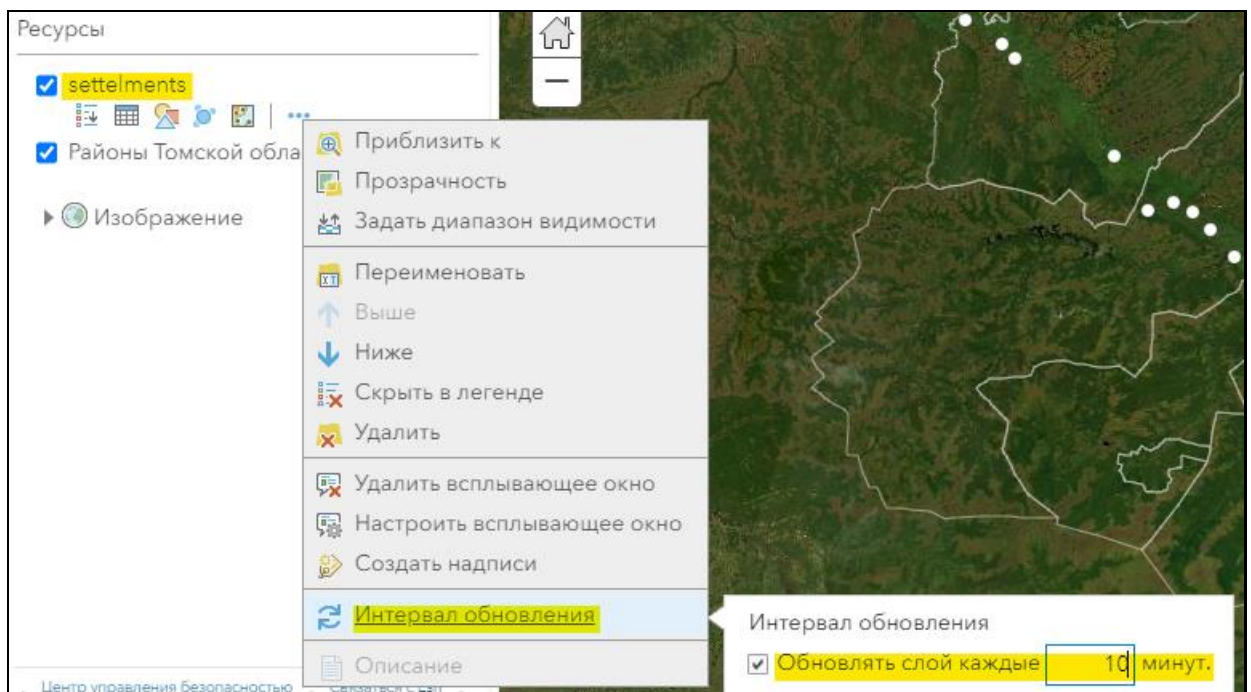 Ресурсы
settelments
Районы Томской обла
Изображение
Приблизить к
Прозрачность
Задать диапазон видимости
Переименовать
Выше
Ниже
Скрыть в легенде
Удалить
Удалить всплывающее окно
Настроить всплывающее окно
Создать надписи
Интервал обновления
Описание
Интервал обновления
Обновлять слой каждые 10 минут.
Центр управления безопасностью